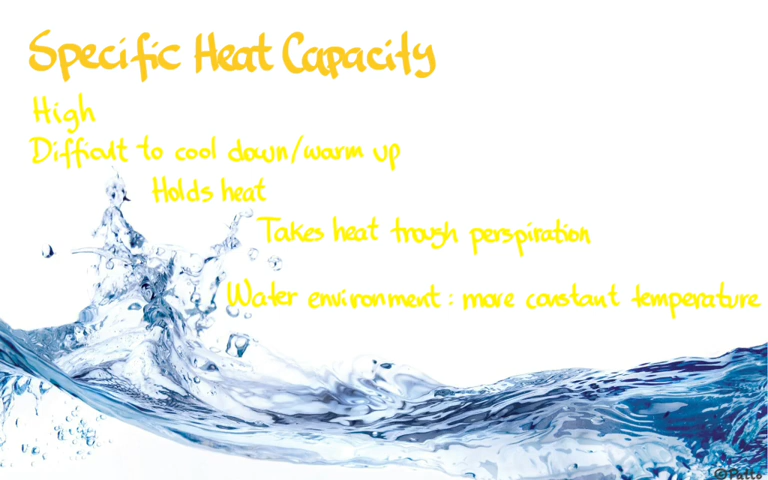 Specific Heat Capacity
High
Difficult to cool down/warm up
Holds heat
Takes heat trough perspiration
Water environment: more constant temperature
©Patto